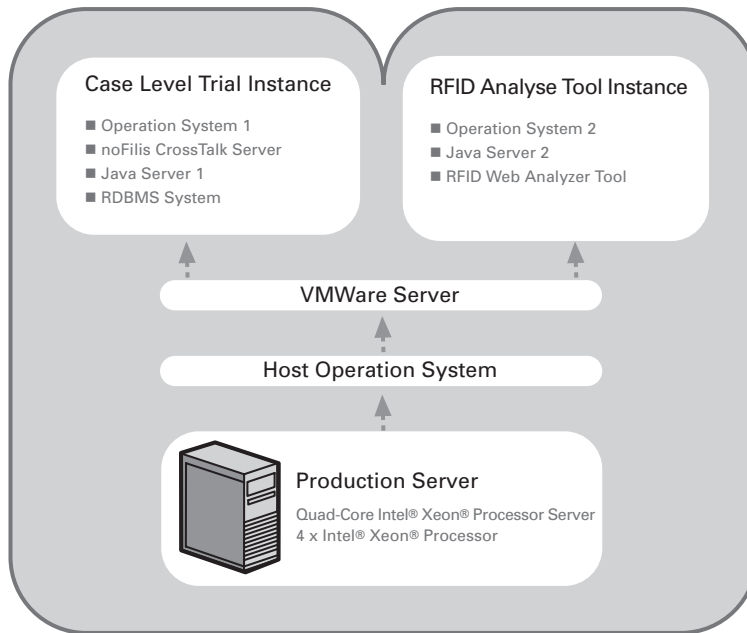 Case Level Trial Instance
■ Operation System 1
■ noFilis CrossTalk Server
■ Java Server 1
■ RDBMS System
RFID Analyse Tool Instance
■ Operation System 2
■ Java Server 2
■ RFID Web Analyzer Tool
VMWare Server
Host Operation System
Production Server
Quad-Core Intel® Xeon® Processor Server
4 x Intel® Xeon® Processor